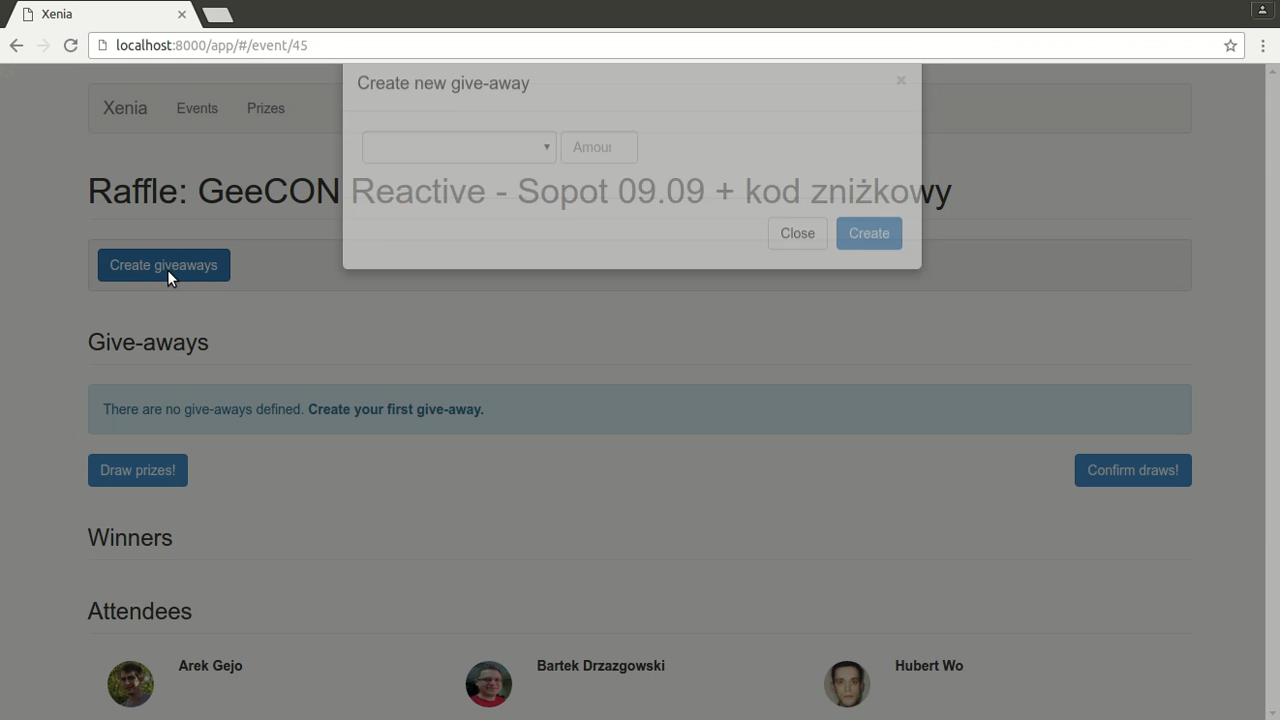 Xenia
localhost:8000/app/#/event/45
Create new give-away
×
Xenia Events Prizes
Amour
Raffle: GeeCON Reactive - Sopot 09.09 + kod zniżkowy
Close Create
Create giveaways
Give-aways
There are no give-aways defined. Create your first give-away.
Draw prizes! Confirm draws!
Winners
Attendees
Arek Gejo Bartek Drzazgowski Hubert Wo